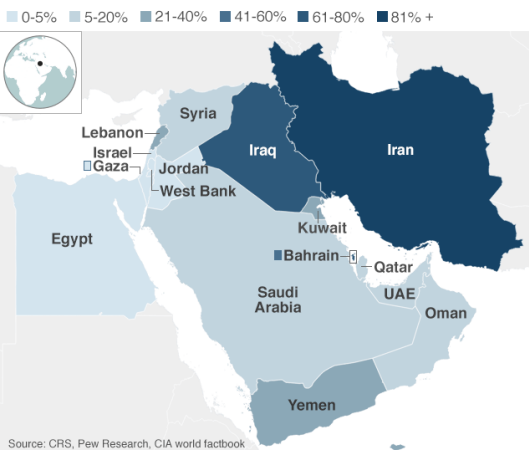 0-5% 5-20% 21-40% 41-60% 61-80% 81% +
Syria
Lebanon
Iraq
Iran
Israel
Gaza
Jordan
West Bank
Egypt
Kuwait
Bahrain
Qatar
Saudi
Arabia
UAE
Oman
Yemen
Source: CRS, Pew Research, CIA world factbook